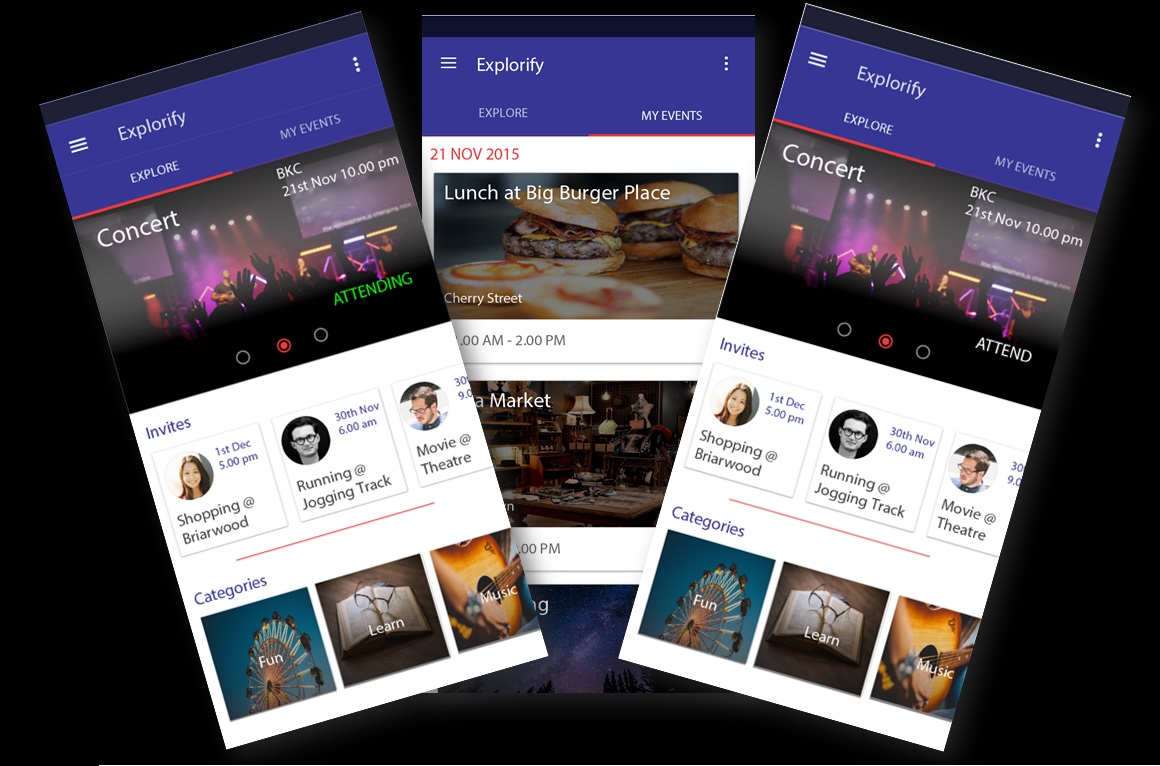 Explorify
EXPLORE
MY EVENTS
Concert
BKC
21st Nov 10.00 pm
ATTENDING
Invites
1st Dec
5.00 pm
Shopping @
Briarwood
30th Nov
6.00 am
Running @
Jogging Track
30
9.0
Movie @
Theatre
Categories
Fun
Learn
Music
Explorify
EXPLORE
MY EVENTS
21 NOV 2015
Lunch at Big Burger Place
Cherry Street
.00 AM - 2.00 PM
a Market
n
.00 PM
ng
Explorify
EXPLORE
MY EVENTS
Concert
BKC
21st Nov 10.00 pm
ATTEND
Invites
1st Dec
5.00 pm
Shopping @
Briarwood
30th Nov
6.00 am
Running @
Jogging Track
30
9.0
Movie @
Theatre
Categories
Fun
Learn
Music